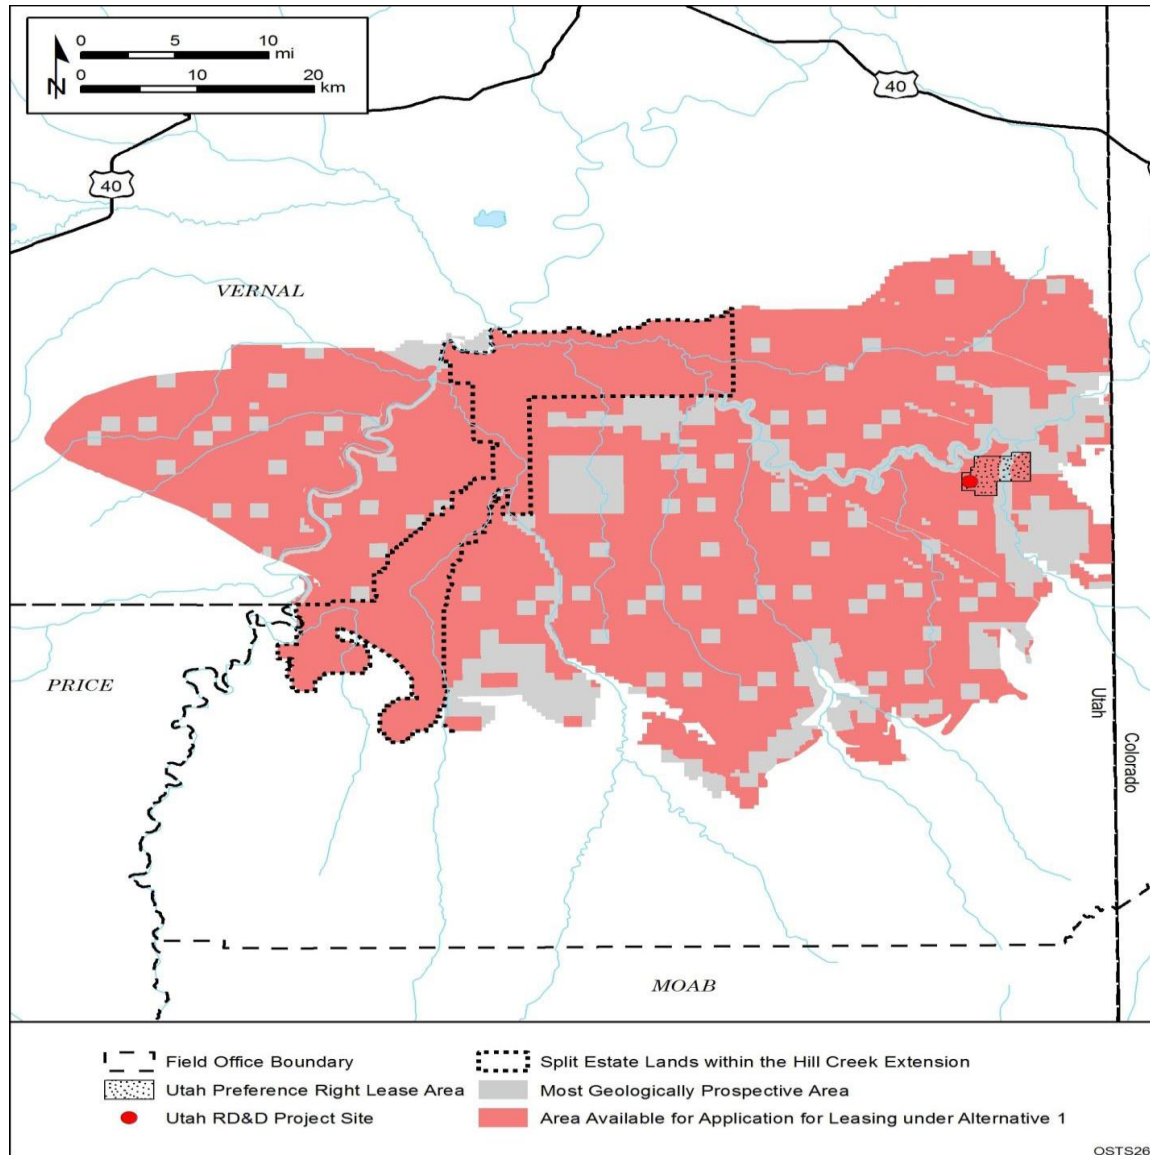 0 5 10
mi
0 10 20
km
N
40
40
VERNAL
PRICE
Utah
Colorado
MOAB
Field Office Boundary
Split Estate Lands within the Hill Creek Extension
Utah Preference Right Lease Area
Most Geologically Prospective Area
Utah RD&D Project Site
Area Available for Application for Leasing under Alternative 1
OSTS26